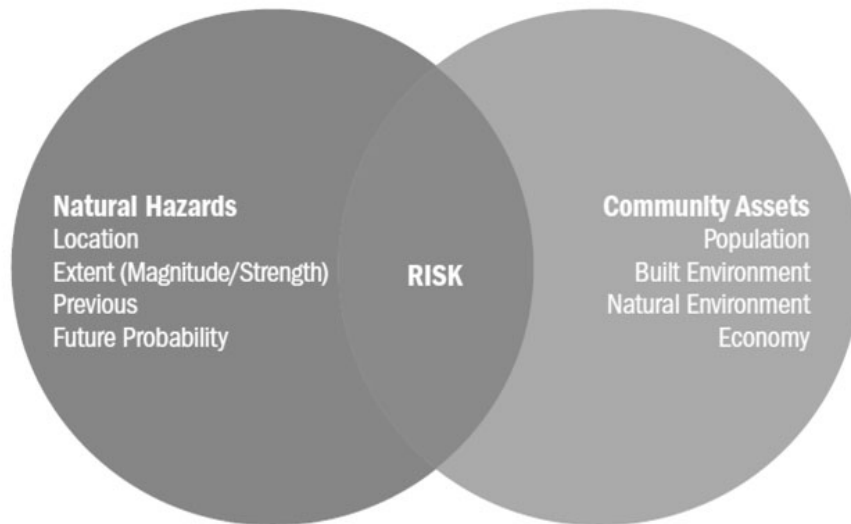 Natural Hazards
Location
Extent (Magnitude/Strength)
Previous
Future Probability
RISK
Community Assets
Population
Built Environment
Natural Environment
Economy